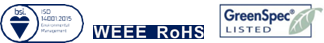 bsi.
ISO
14001:2015
Environmental
Management
WEEE RoHS
GreenSpec®
LISTED